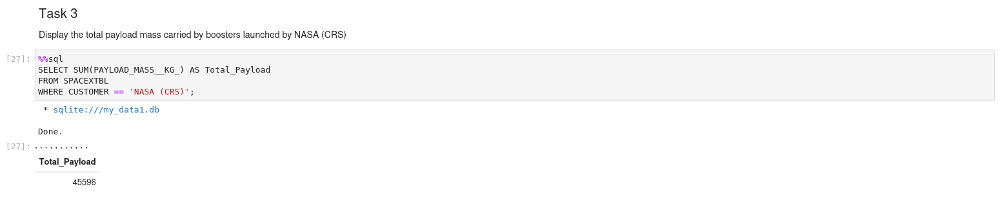 Task 3
Display the total payload mass carried by boosters launched by NASA (CRS)
[27]: %%sql
SELECT SUM(PAYLOAD_MASS__KG_) AS Total_Payload
FROM SPACEXTBL
WHERE CUSTOMER == 'NASA (CRS)';
* sqlite:///my_data1.db
Done.
[27]: , , , , , , , , , , ,
Total_Payload
45596